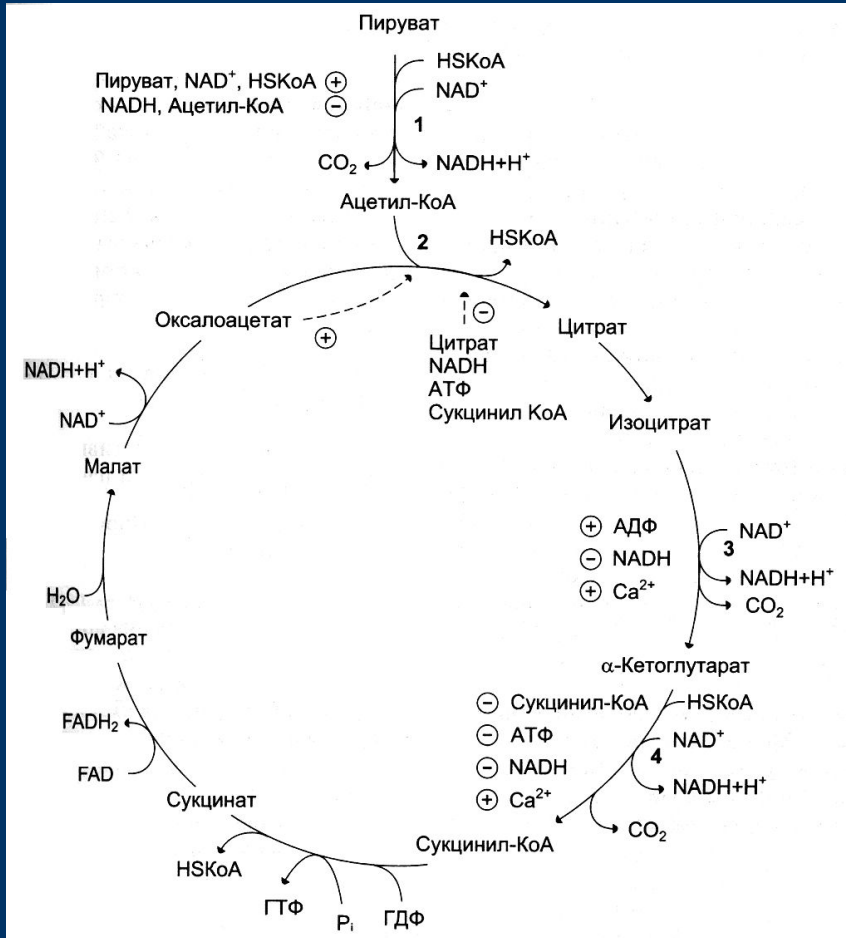 Пируват
HSKoA
Пируват, NAD⁺, HSKoA ⊕
NAD⁺
NADH, Ацетил-КоА ⊖
1
CO₂
NADH+H⁺
Ацетил-КоА
2
HSKoA
Оксалоацетат
⊕
⊖
Цитрат
Цитрат
NADH
АТФ
Сукцинил КоА
NADH+H⁺
NAD⁺
Изоцитрат
Малат
⊕ АДФ
NAD⁺
3
⊖ NADH
NADH+H⁺
⊕ Ca²⁺
CO₂
H₂O
Фумарат
α-Кетоглутарат
⊖ Сукцинил-КоА
HSKoA
⊖ АТФ
NAD⁺
4
⊖ NADH
NADH+H⁺
⊕ Ca²⁺
CO₂
FADH₂
FAD
Сукцинат
Сукцинил-КоА
HSKoA
ГТФ
Pᵢ
ГДФ